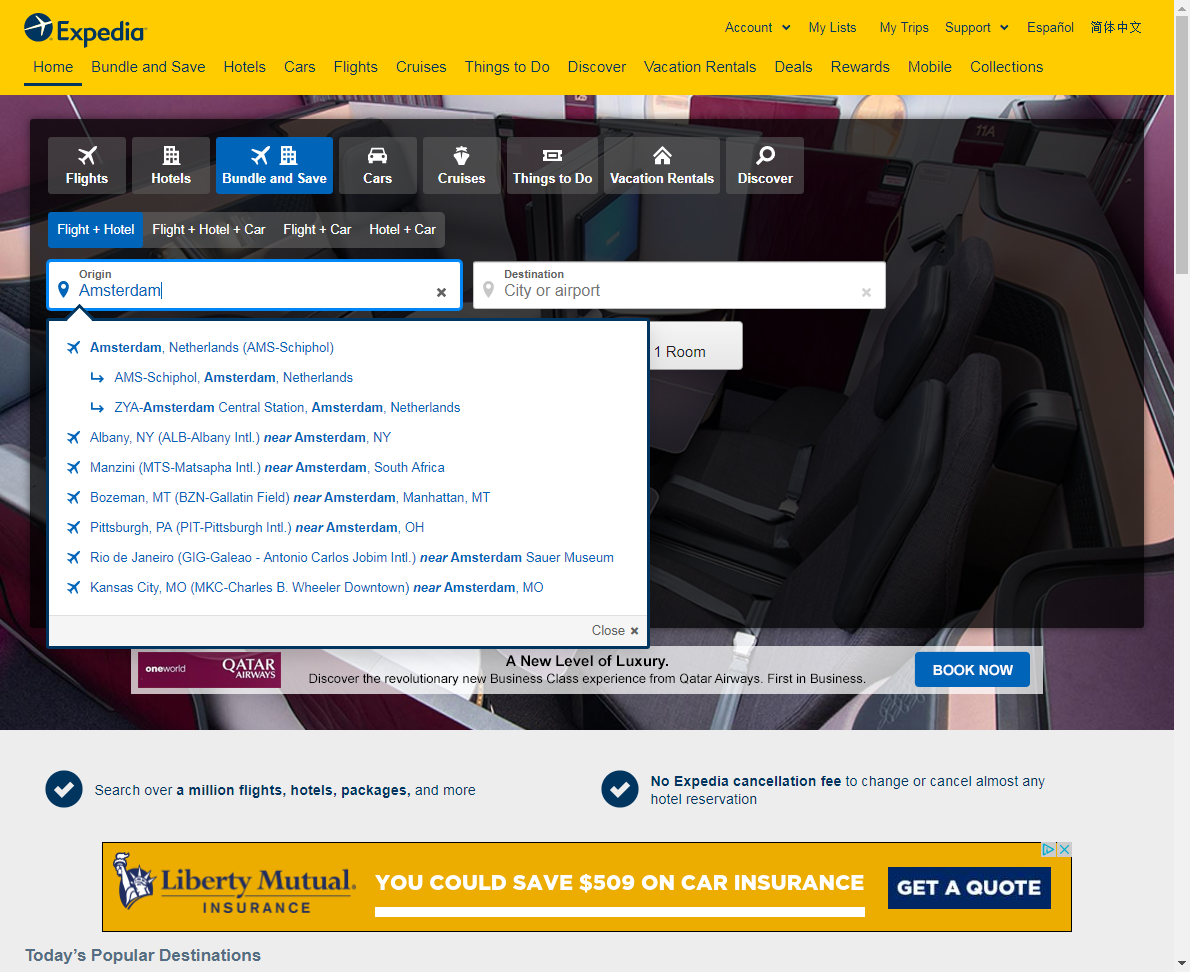 Expedia
Account
My Lists
My Trips
Support
Español
简体中文
Home
Bundle and Save
Hotels
Cars
Flights
Cruises
Things to Do
Discover
Vacation Rentals
Deals
Rewards
Mobile
Collections
11A
Flights
Hotels
Bundle and Save
Cars
Cruises
Things to Do
Vacation Rentals
Discover
Flight + Hotel
Flight + Hotel + Car
Flight + Car
Hotel + Car
Origin
Amsterdam
Destination
City or airport
1 Room
Amsterdam, Netherlands (AMS-Schiphol)
AMS-Schiphol, Amsterdam, Netherlands
ZYA-Amsterdam Central Station, Amsterdam, Netherlands
Albany, NY (ALB-Albany Intl.) near Amsterdam, NY
Manzini (MTS-Matsapha Intl.) near Amsterdam, South Africa
Bozeman, MT (BZN-Gallatin Field) near Amsterdam, Manhattan, MT
Pittsburgh, PA (PIT-Pittsburgh Intl.) near Amsterdam, OH
Rio de Janeiro (GIG-Galeao - Antonio Carlos Jobim Intl.) near Amsterdam Sauer Museum
Kansas City, MO (MKC-Charles B. Wheeler Downtown) near Amsterdam, MO
Close
oneworld
QATAR
AIRWAYS
A New Level of Luxury.
Discover the revolutionary new Business Class experience from Qatar Airways. First in Business.
BOOK NOW
Search over a million flights, hotels, packages, and more
No Expedia cancellation fee to change or cancel almost any
hotel reservation
Liberty Mutual.
INSURANCE
YOU COULD SAVE $509 ON CAR INSURANCE
GET A QUOTE
Today's Popular Destinations